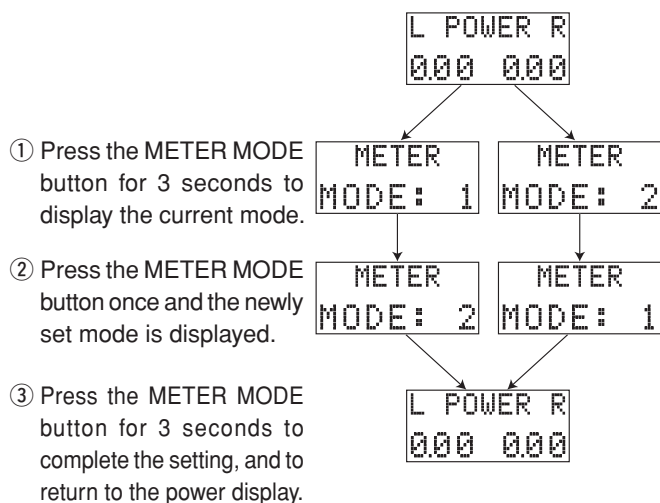 L POWER R
0.00 0.00
① Press the METER MODE
button for 3 seconds to
display the current mode.
METER
MODE: 1
METER
MODE: 2
② Press the METER MODE
button once and the newly
set mode is displayed.
METER
MODE: 2
METER
MODE: 1
③ Press the METER MODE
button for 3 seconds to
complete the setting, and to
return to the power display.
L POWER R
0.00 0.00